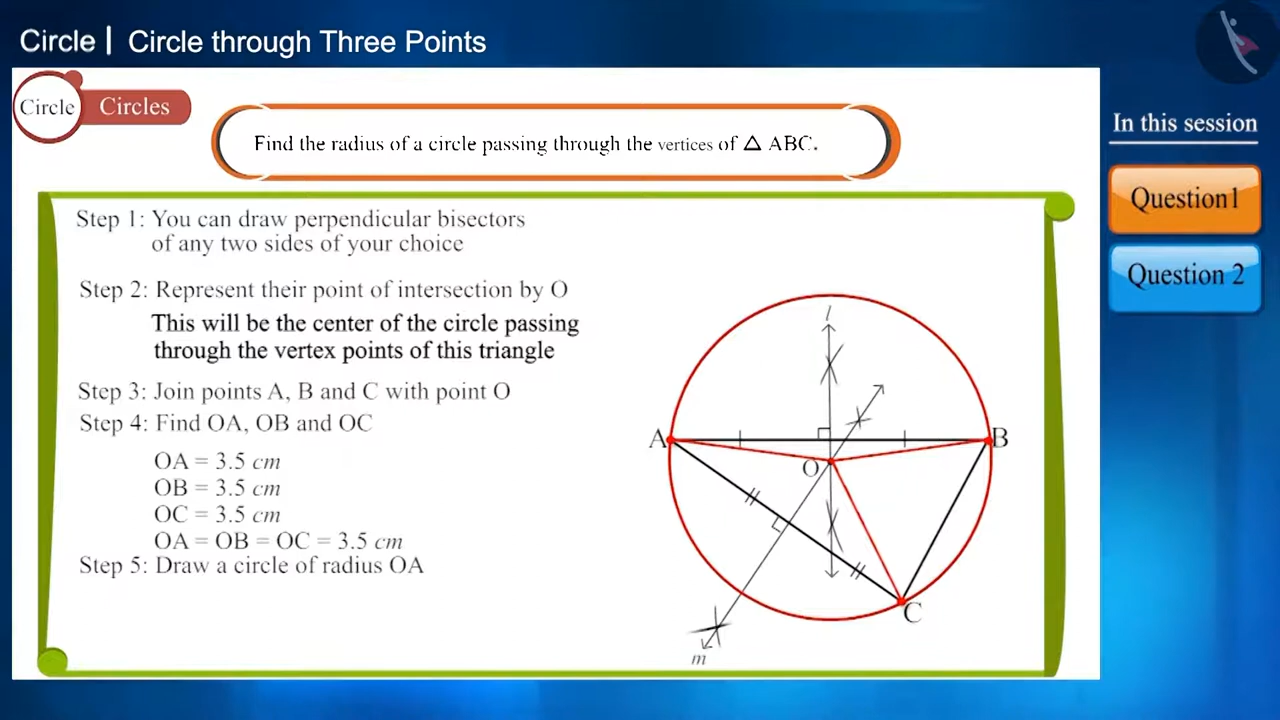 Circle | Circle through Three Points
Circle Circles
Find the radius of a circle passing through the vertices of △ ABC.
In this session
Question1
Question 2
Step 1: You can draw perpendicular bisectors
of any two sides of your choice
Step 2: Represent their point of intersection by O
This will be the center of the circle passing
through the vertex points of this triangle
Step 3: Join points A, B and C with point O
Step 4: Find OA, OB and OC
OA = 3.5 cm
OB = 3.5 cm
OC = 3.5 cm
OA = OB = OC = 3.5 cm
Step 5: Draw a circle of radius OA
l
A
B
O
C
m